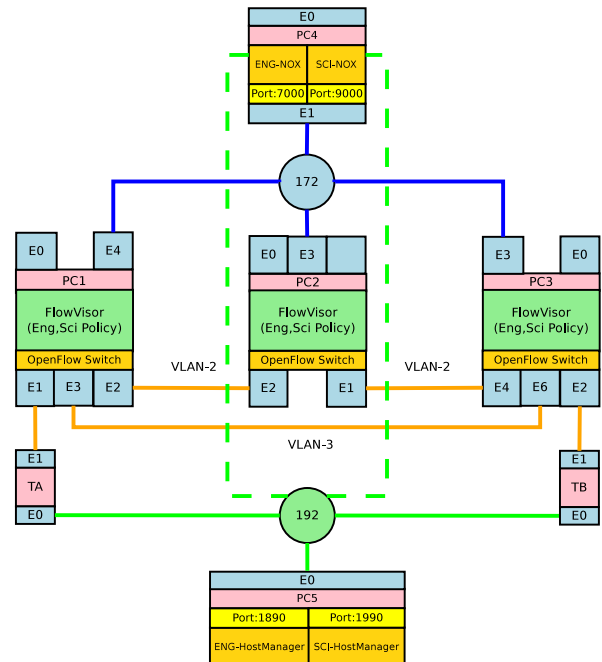 E0
PC4
ENG-NOX SCI-NOX
Port:7000 Port:9000
E1
172
E0 E4
PC1
FlowVisor
(Eng,Sci Policy)
OpenFlow Switch
E1 E3 E2
E0 E3
PC2
FlowVisor
(Eng,Sci Policy)
OpenFlow Switch
E2 E1
E3 E0
PC3
FlowVisor
(Eng,Sci Policy)
OpenFlow Switch
E4 E6 E2
VLAN-2
VLAN-2
VLAN-3
E1
TA
E0
E1
TB
E0
192
E0
PC5
Port:1890 Port:1990
ENG-HostManager SCI-HostManager